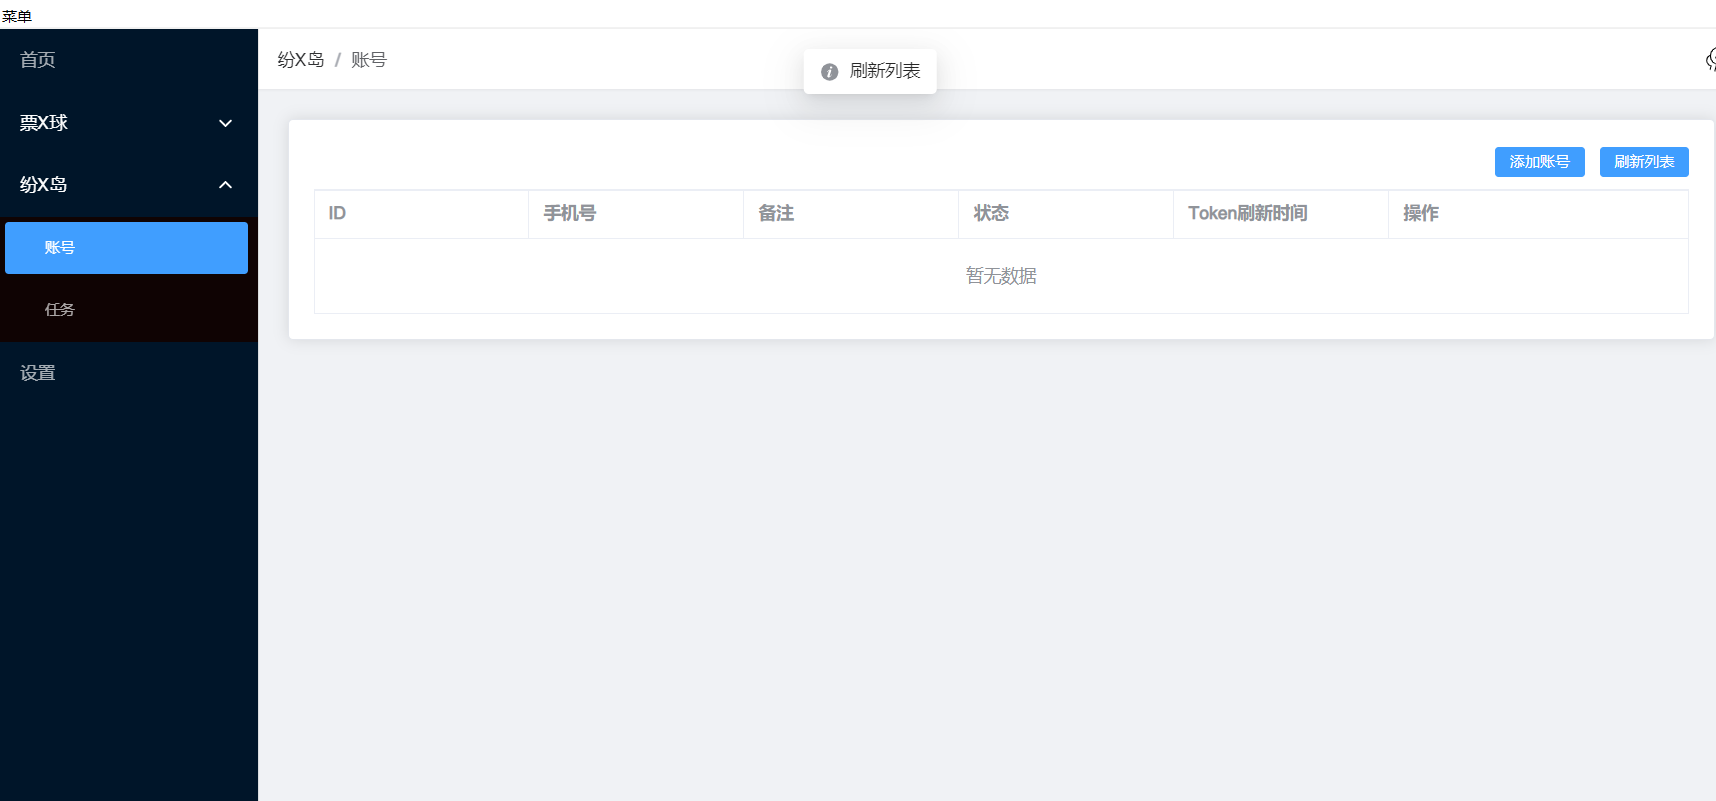 菜单
首页
票X球
纷X岛
账号
任务
设置
纷X岛 / 账号
刷新列表
添加账号 刷新列表
ID 手机号 备注 状态 Token刷新时间 操作
暂无数据